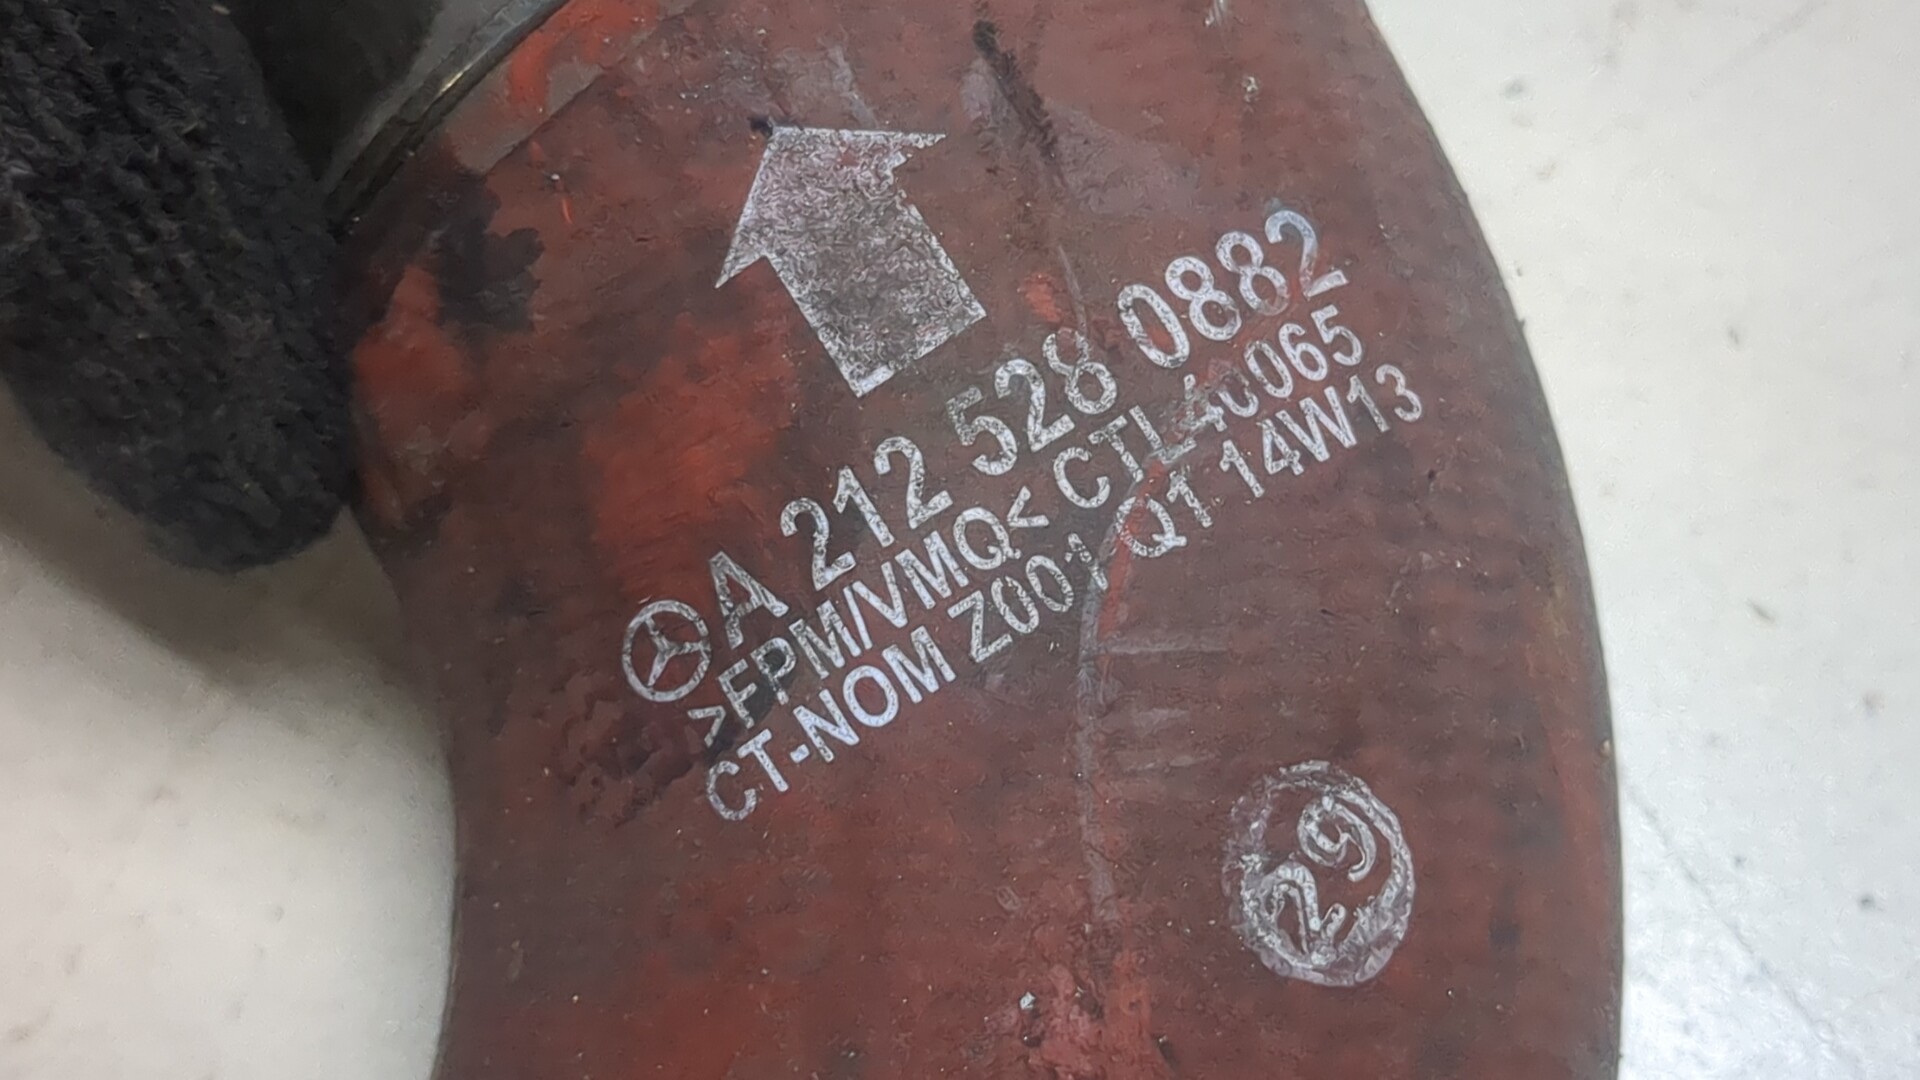 A 212 528 0882
>FPM/VMQ< CTL40065
CT-NOM Z001 Q1 14W13
29